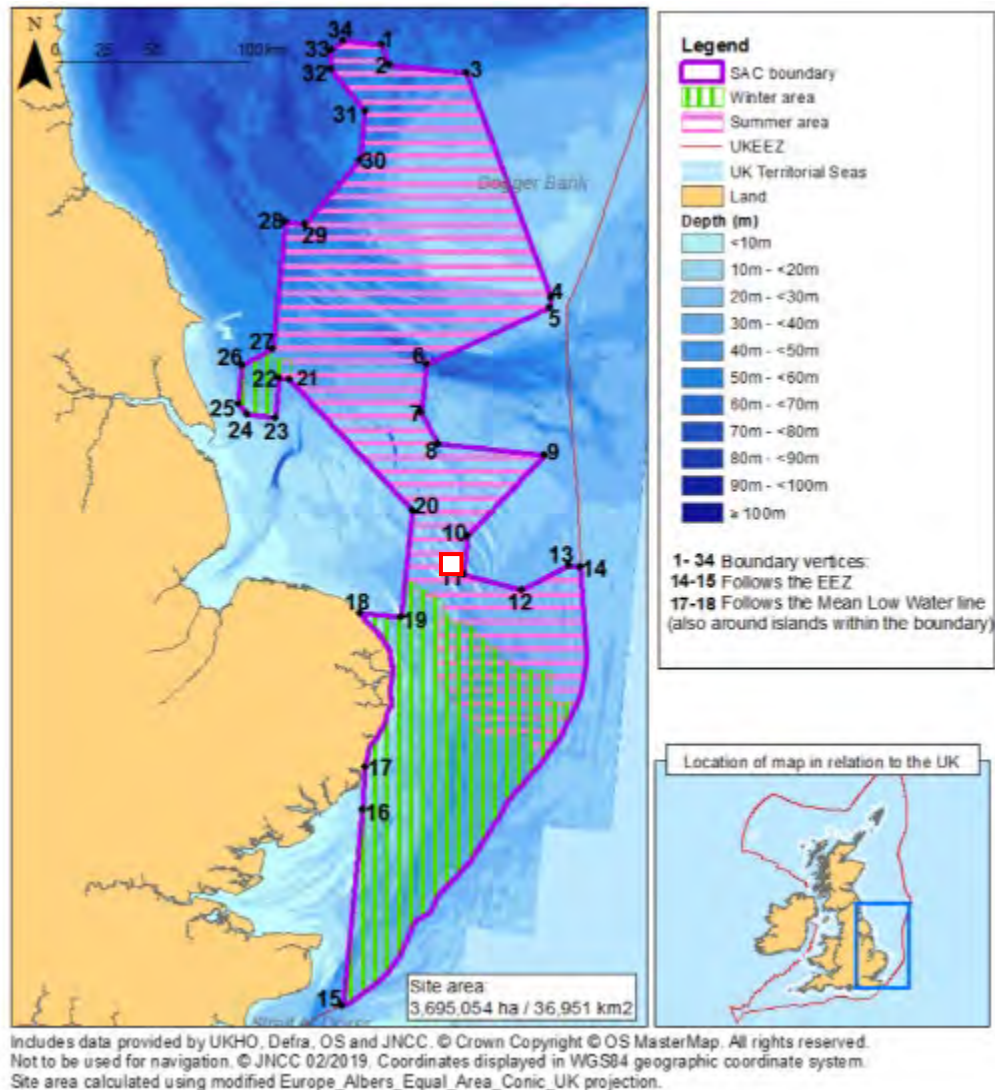 N
0 25 50 100 km
34
1
33
2
32
3
31
30
Dogger Bank
28
29
4
5
27
26
6
22
21
25
7
24
23
8
9
20
10
13
14
11
12
18
19
17
16
15
Site area:
3,695,054 ha / 36,951 km2
Legend
SAC boundary
Winter area
Summer area
UKEEZ
UK Territorial Seas
Land
Depth (m)
<10m
10m - <20m
20m - <30m
30m - <40m
40m - <50m
50m - <60m
60m - <70m
70m - <80m
80m - <90m
90m - <100m
≥ 100m
1- 34 Boundary vertices:
14-15 Follows the EEZ
17-18 Follows the Mean Low Water line
(also around islands within the boundary)
Location of map in relation to the UK
Includes data provided by UKHO, Defra, OS and JNCC. © Crown Copyright © OS MasterMap. All rights reserved.
Not to be used for navigation. © JNCC 02/2019. Coordinates displayed in WGS84 geographic coordinate system.
Site area calculated using modified Europe_Albers_Equal_Area_Conic_UK projection.